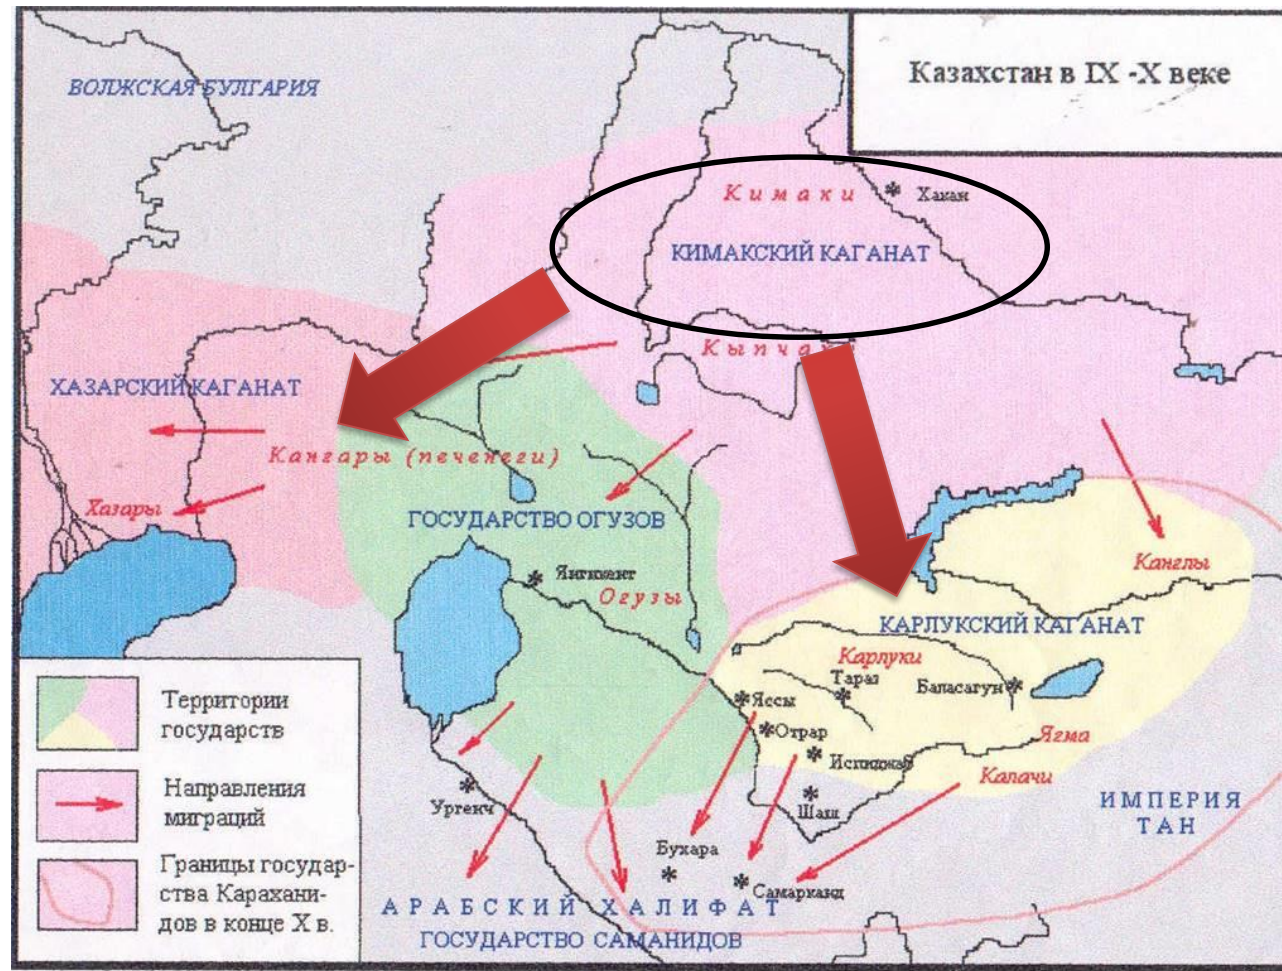 Казахстан в IX -X веке
ВОЛЖСКАЯ БУЛГАРИЯ
Кимаки
Хакан
КИМАКСКИЙ КАГАНАТ
ХАЗАРСКИЙ КАГАНАТ
Кангары (печенеги)
Хазары
ГОСУДАРСТВО ОГУЗОВ
Янгикент
Огузы
Канглы
КАРЛУКСКИЙ КАГАНАТ
Карлуки
Тараз
Баласагун
Яссы
Отрар
Ягма
Калачи
Шаш
Ургенч
Бухара
Самарканд
ИМПЕРИЯ
ТАН
АРАБСКИЙ ХАЛИФАТ
ГОСУДАРСТВО САМАНИДОВ
Территории
государств
Направления
миграций
Границы государ-
ства Карахани-
дов в конце X в.